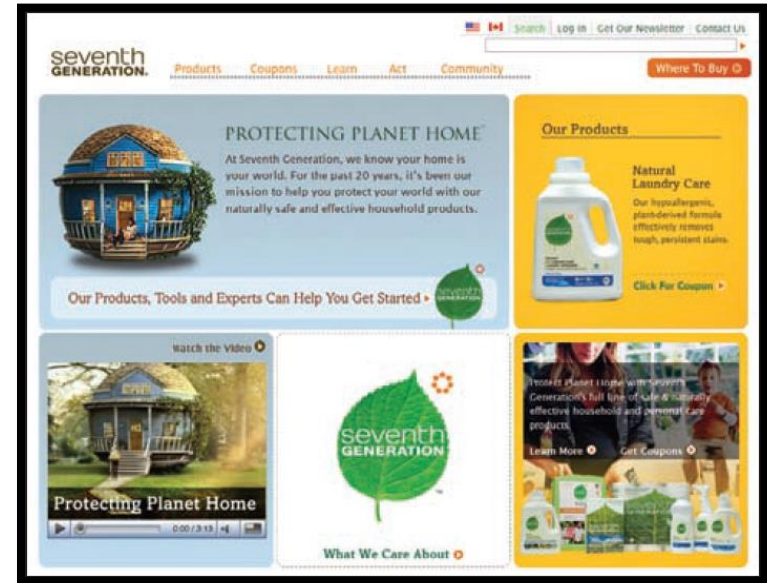 Search Log In Get Our Newsletter Contact Us
seventh
GENERATION.
Products Coupons Learn Act Community
Where To Buy
PROTECTING PLANET HOME™
At Seventh Generation, we know your home is
your world. For the past 20 years, it's been our
mission to help you protect your world with our
naturally safe and effective household products.
Our Products, Tools and Experts Can Help You Get Started
seventh
GENERATION
Our Products
Natural
Laundry Care
Our hypoallergenic,
plant-derived formula
effectively removes
tough, persistent stains.
Click For Coupon
Watch the Video
Protecting Planet Home
0:00 / 3:13
seventh
GENERATION
™
What We Care About
Protect Planet Home with Seventh
Generation's full line of safe & naturally
effective household and personal care
products.
Learn More Get Coupons